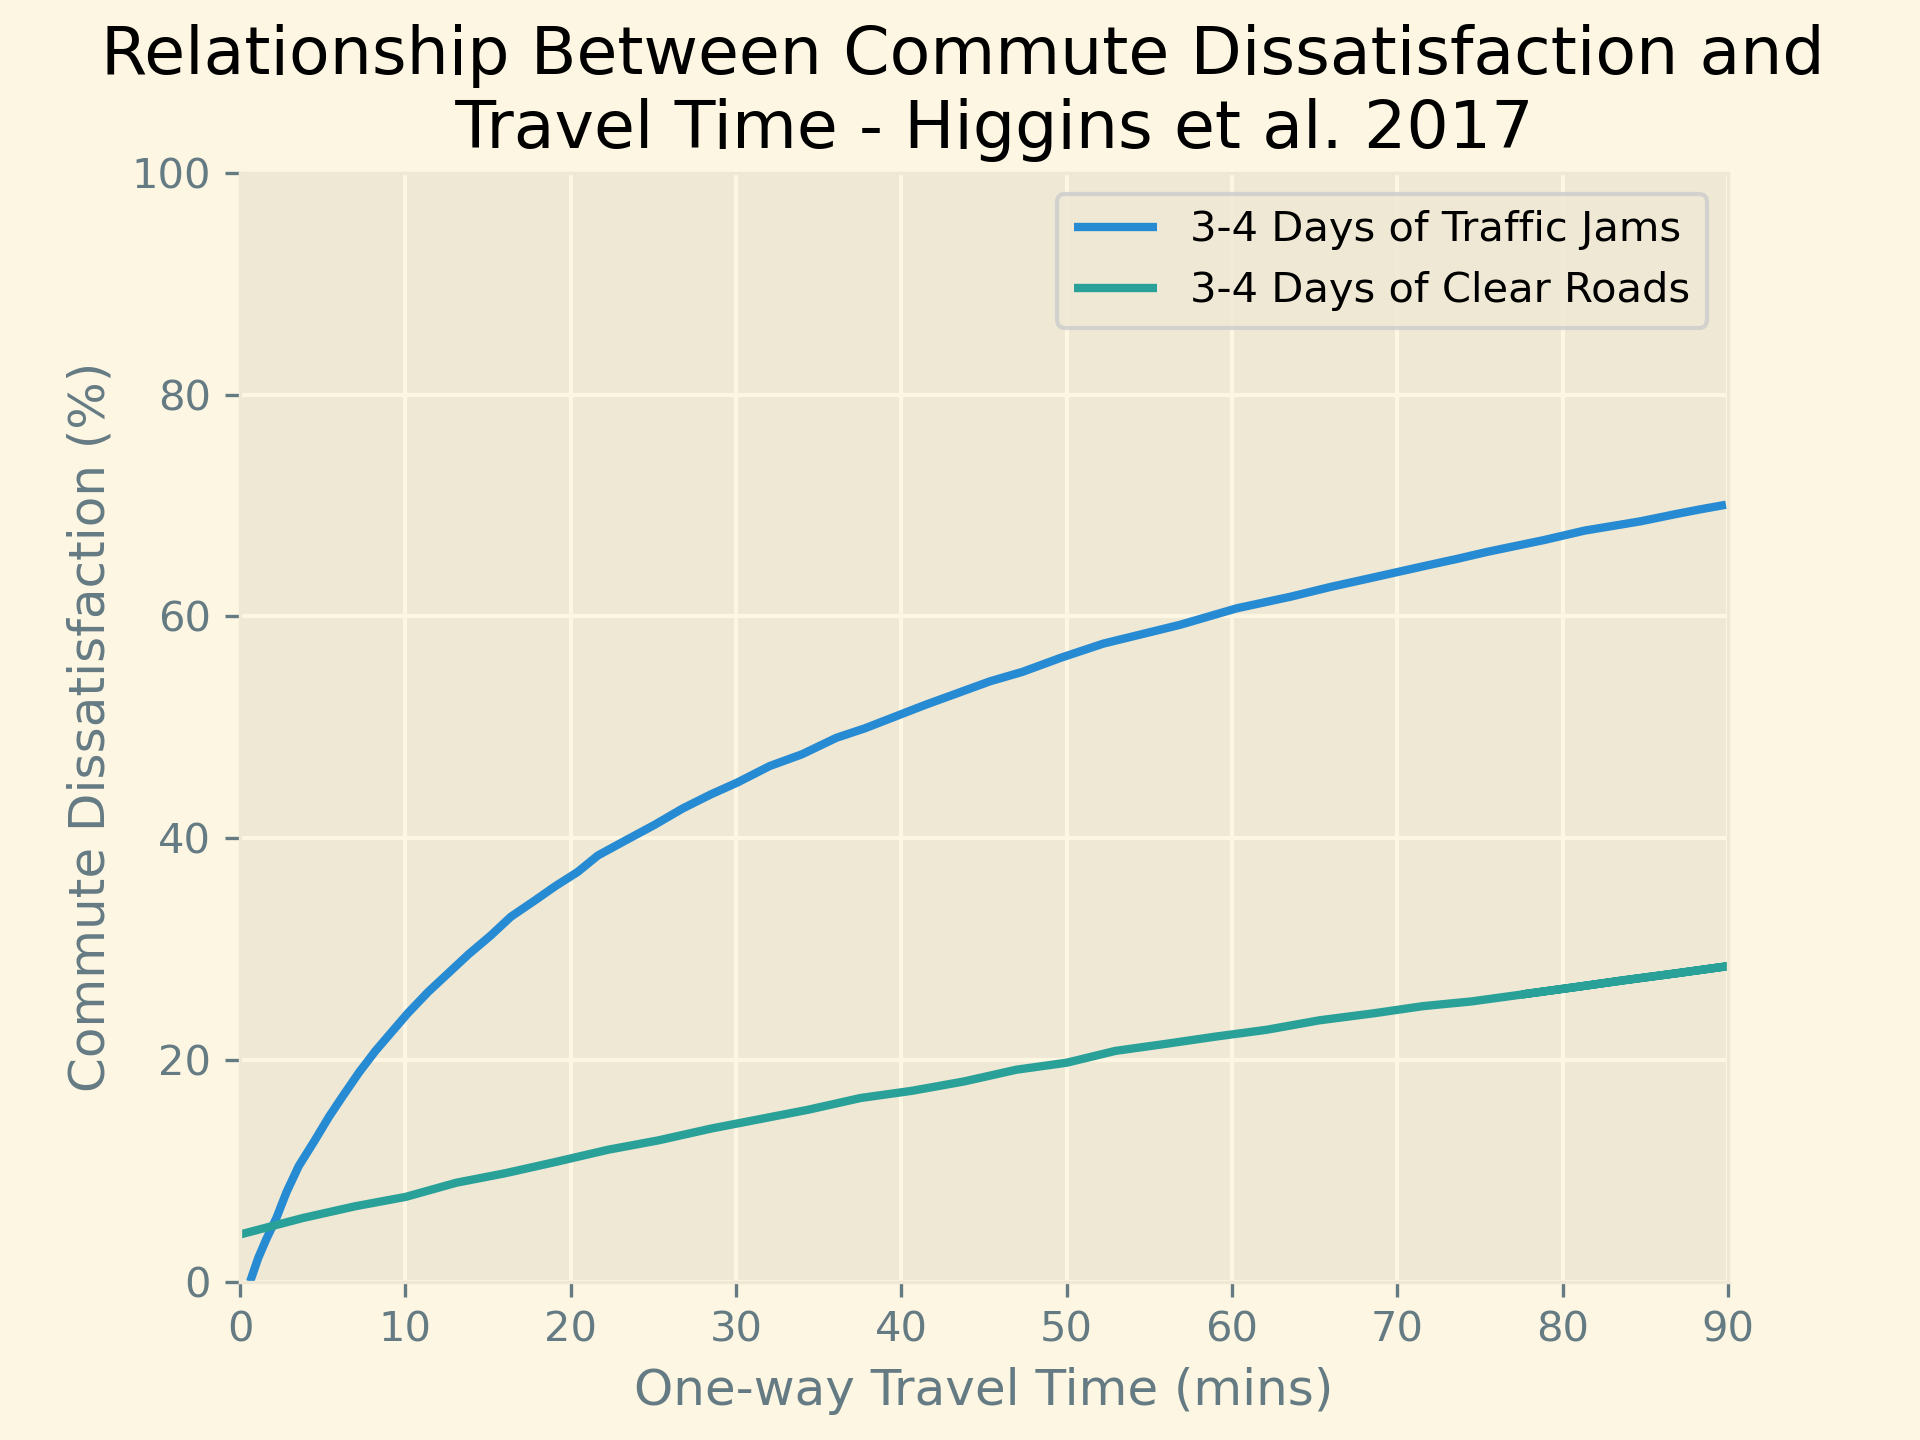 Relationship Between Commute Dissatisfaction and
Travel Time - Higgins et al. 2017
100
80
60
40
20
0
Commute Dissatisfaction (%)
3-4 Days of Traffic Jams
3-4 Days of Clear Roads
0 10 20 30 40 50 60 70 80 90
One-way Travel Time (mins)